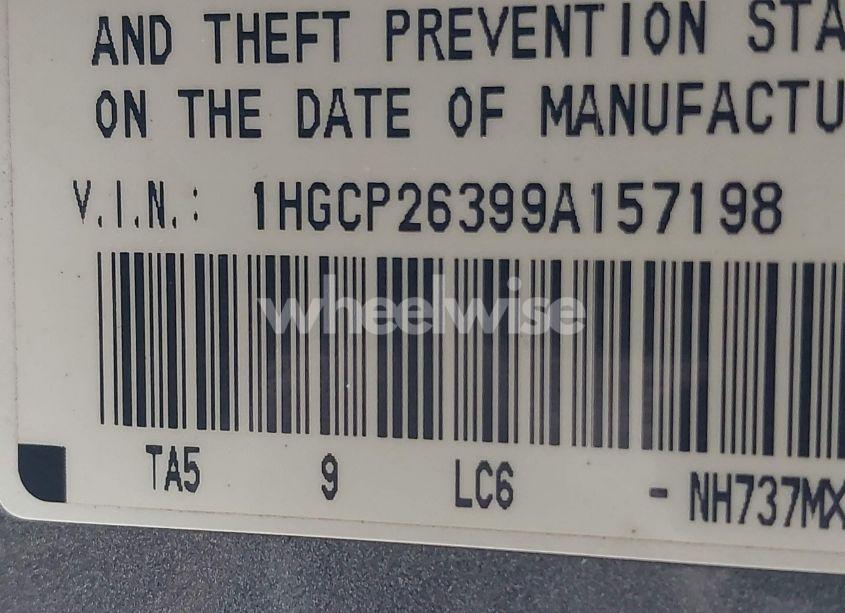 AND THEFT PREVENTION STA
ON THE DATE OF MANUFACTU
V.I.N.: 1HGCP26399A157198
wheelwise
TA5 9 LC6 - NH737MX